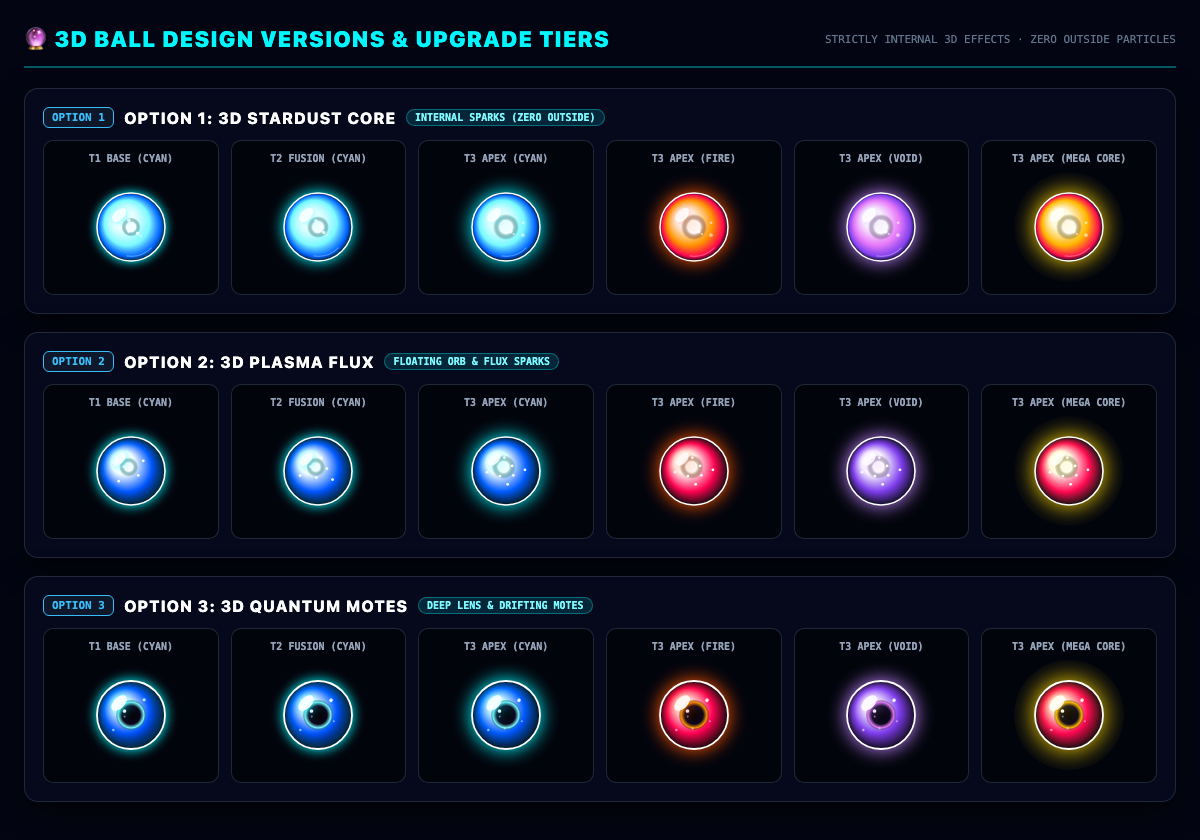 🔮 3D BALL DESIGN VERSIONS & UPGRADE TIERS
STRICTLY INTERNAL 3D EFFECTS · ZERO OUTSIDE PARTICLES
OPTION 1 OPTION 1: 3D STARDUST CORE INTERNAL SPARKS (ZERO OUTSIDE)
T1 BASE (CYAN) T2 FUSION (CYAN) T3 APEX (CYAN) T3 APEX (FIRE) T3 APEX (VOID) T3 APEX (MEGA CORE)
OPTION 2 OPTION 2: 3D PLASMA FLUX FLOATING ORB & FLUX SPARKS
T1 BASE (CYAN) T2 FUSION (CYAN) T3 APEX (CYAN) T3 APEX (FIRE) T3 APEX (VOID) T3 APEX (MEGA CORE)
OPTION 3 OPTION 3: 3D QUANTUM MOTES DEEP LENS & DRIFTING MOTES
T1 BASE (CYAN) T2 FUSION (CYAN) T3 APEX (CYAN) T3 APEX (FIRE) T3 APEX (VOID) T3 APEX (MEGA CORE)